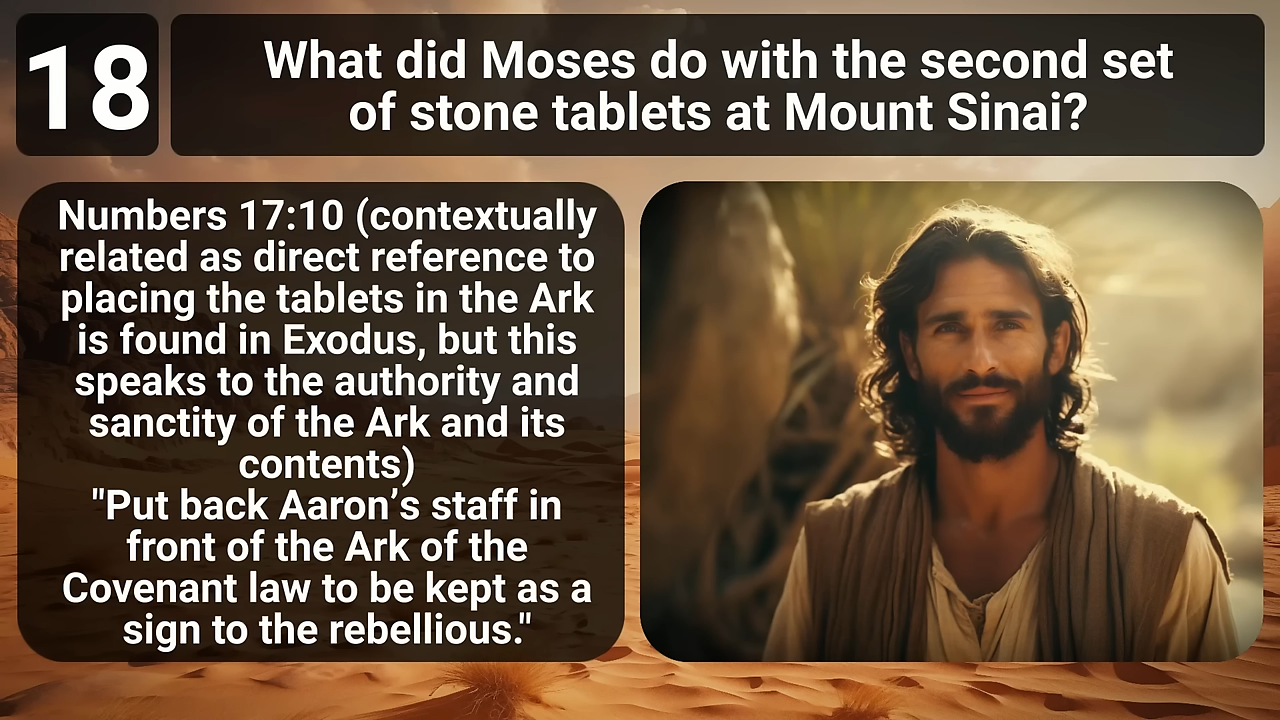 18
What did Moses do with the second set
of stone tablets at Mount Sinai?
Numbers 17:10 (contextually
related as direct reference to
placing the tablets in the Ark
is found in Exodus, but this
speaks to the authority and
sanctity of the Ark and its
contents)
"Put back Aaron’s staff in
front of the Ark of the
Covenant law to be kept as a
sign to the rebellious."